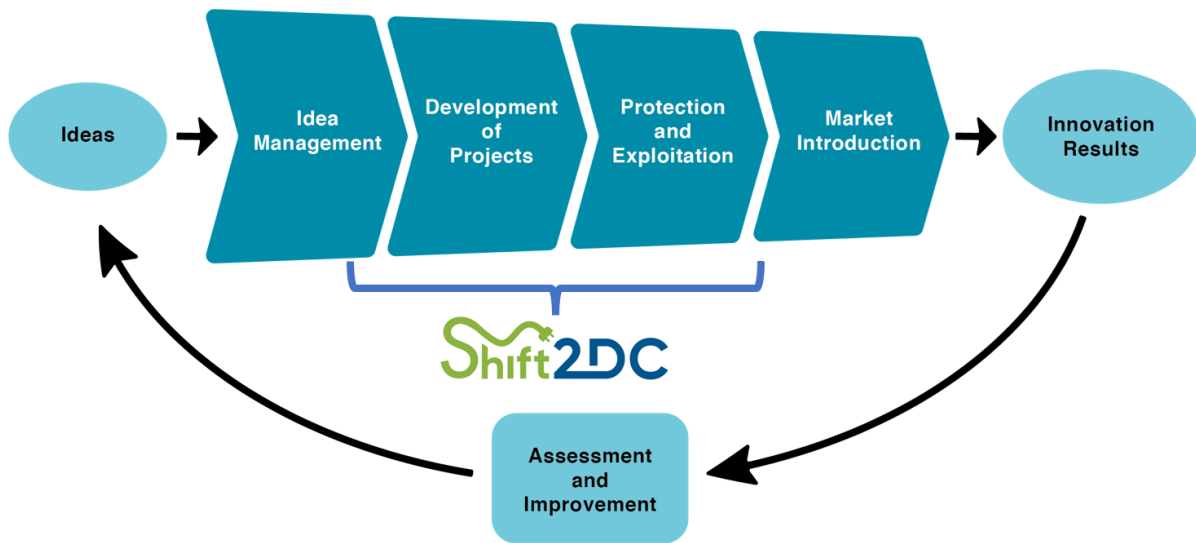 Ideas
Idea
Management
Development
of
Projects
Protection
and
Exploitation
Market
Introduction
Innovation
Results
Shift2DC
Assessment
and
Improvement